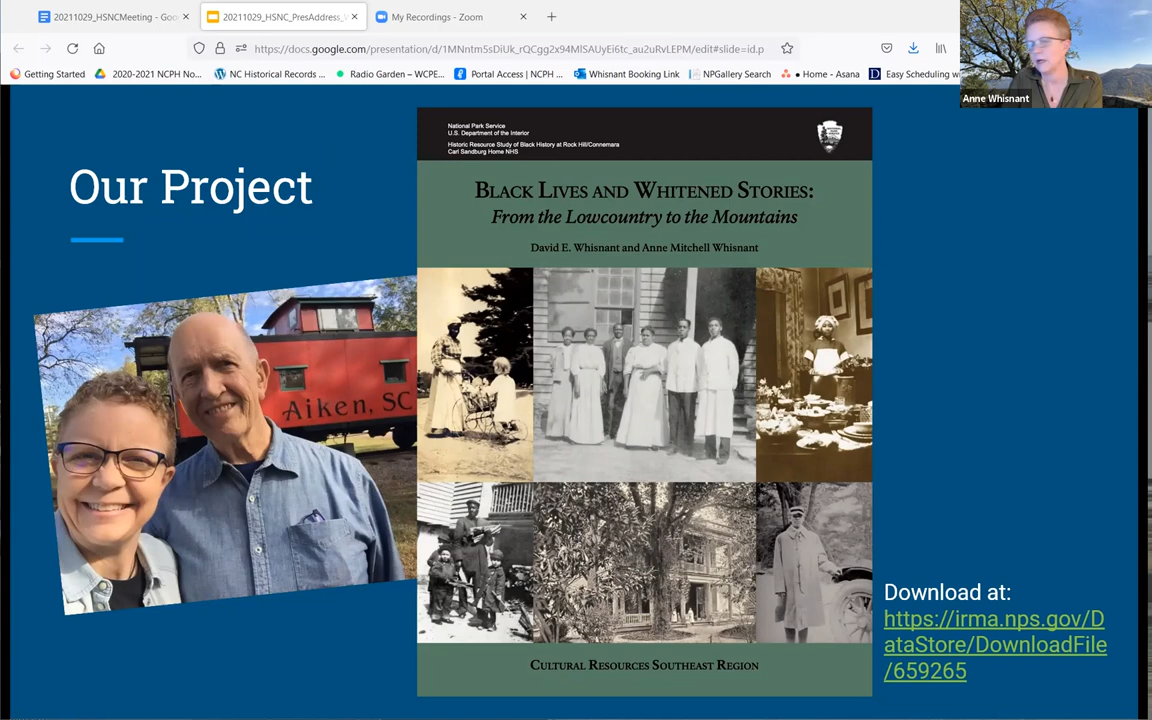 20211029_HSNCMeeting - Goo
20211029_HSNC_PresAddress_
My Recordings - Zoom
https://docs.google.com/presentation/d/1MNntm5sDiUk_rQCgg2x94MlSAUyEi6tc_au2uRvLEPM/edit#slide=id.p
Getting Started
2020-2021 NCPH No...
NC Historical Records ...
Radio Garden – WCPE...
Portal Access | NCPH ...
Whisnant Booking Link
NPGallery Search
• Home - Asana
Easy Scheduling w
Anne Whisnant
Our Project
National Park Service
U.S. Department of the Interior
Historic Resource Study of Black History at Rock Hill/Connemara
Carl Sandburg Home NHS
BLACK LIVES AND WHITENED STORIES:
From the Lowcountry to the Mountains
David E. Whisnant and Anne Mitchell Whisnant
Aiken, SC
CULTURAL RESOURCES SOUTHEAST REGION
Download at:
https://irma.nps.gov/D
ataStore/DownloadFile
/659265